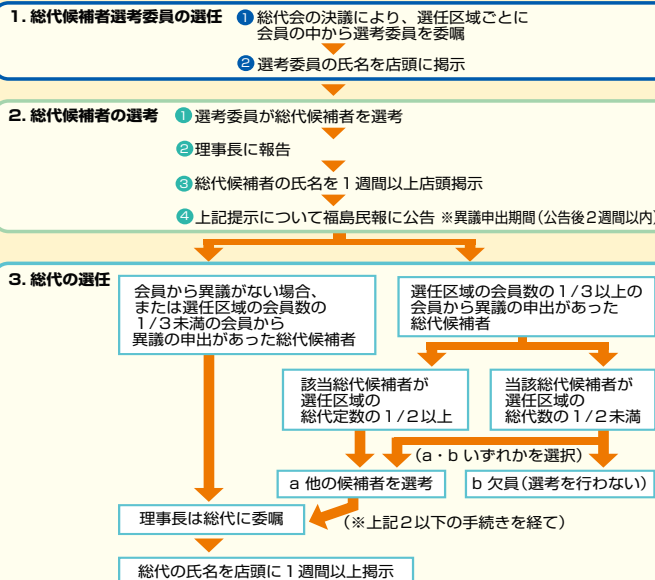 1. 総代候補者選考委員の選任
❶ 総代会の決議により、選任区域ごとに
会員の中から選考委員を委嘱
❷ 選考委員の氏名を店頭に掲示
2. 総代候補者の選考
❶ 選考委員が総代候補者を選考
❷ 理事長に報告
❸ 総代候補者の氏名を1週間以上店頭掲示
❹ 上記提示について福島民報に公告 ※異議申出期間(公告後2週間以内)
3. 総代の選任
会員から異議がない場合、
または選任区域の会員数の
1/3未満の会員から
異議の申出があった総代候補者
選任区域の会員数の1/3以上の
会員から異議の申出があった
総代候補者
該当総代候補者が
選任区域の
総代定数の1/2以上
当該総代候補者が
選任区域の
総代数の1/2未満
(a・b いずれかを選択)
a 他の候補者を選考
b 欠員(選考を行わない)
理事長は総代に委嘱
(※上記2以下の手続きを経て)
総代の氏名を店頭に1週間以上掲示